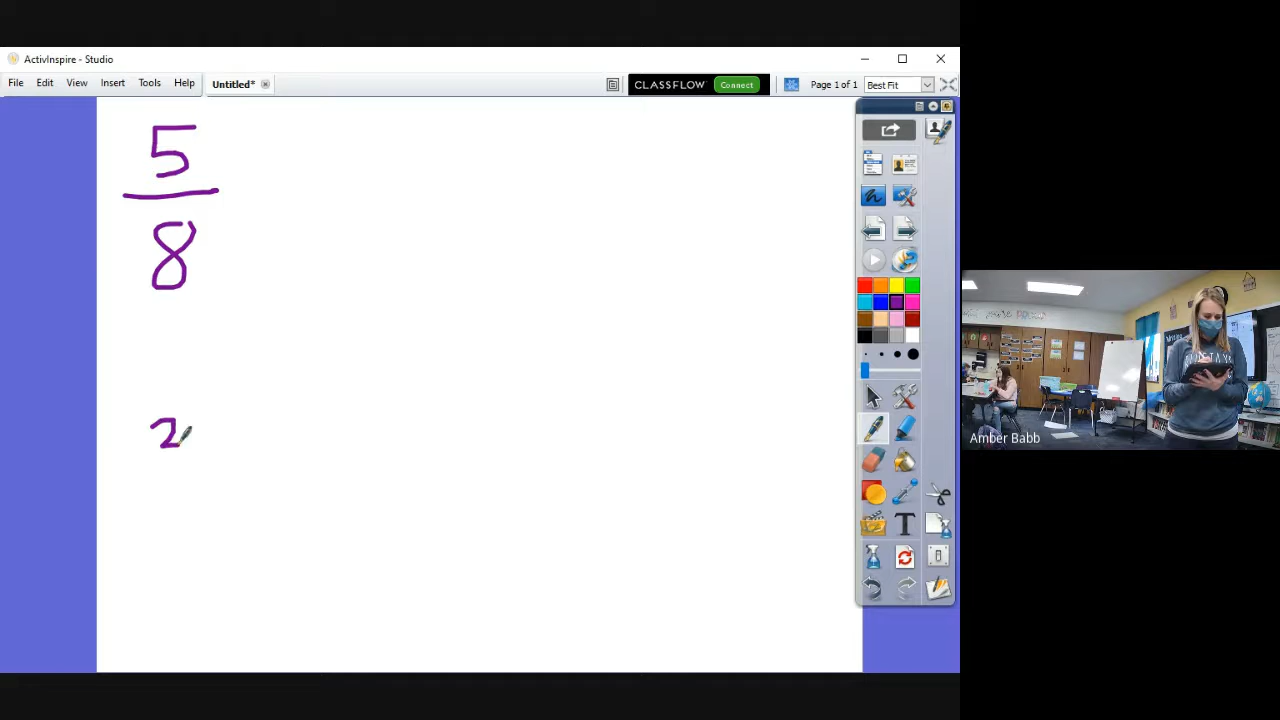 ActivInspire - Studio
File Edit View Insert Tools Help Untitled* CLASSFLOW Connect Page 1 of 1 Best Fit
5
8
2
T
Amber Babb